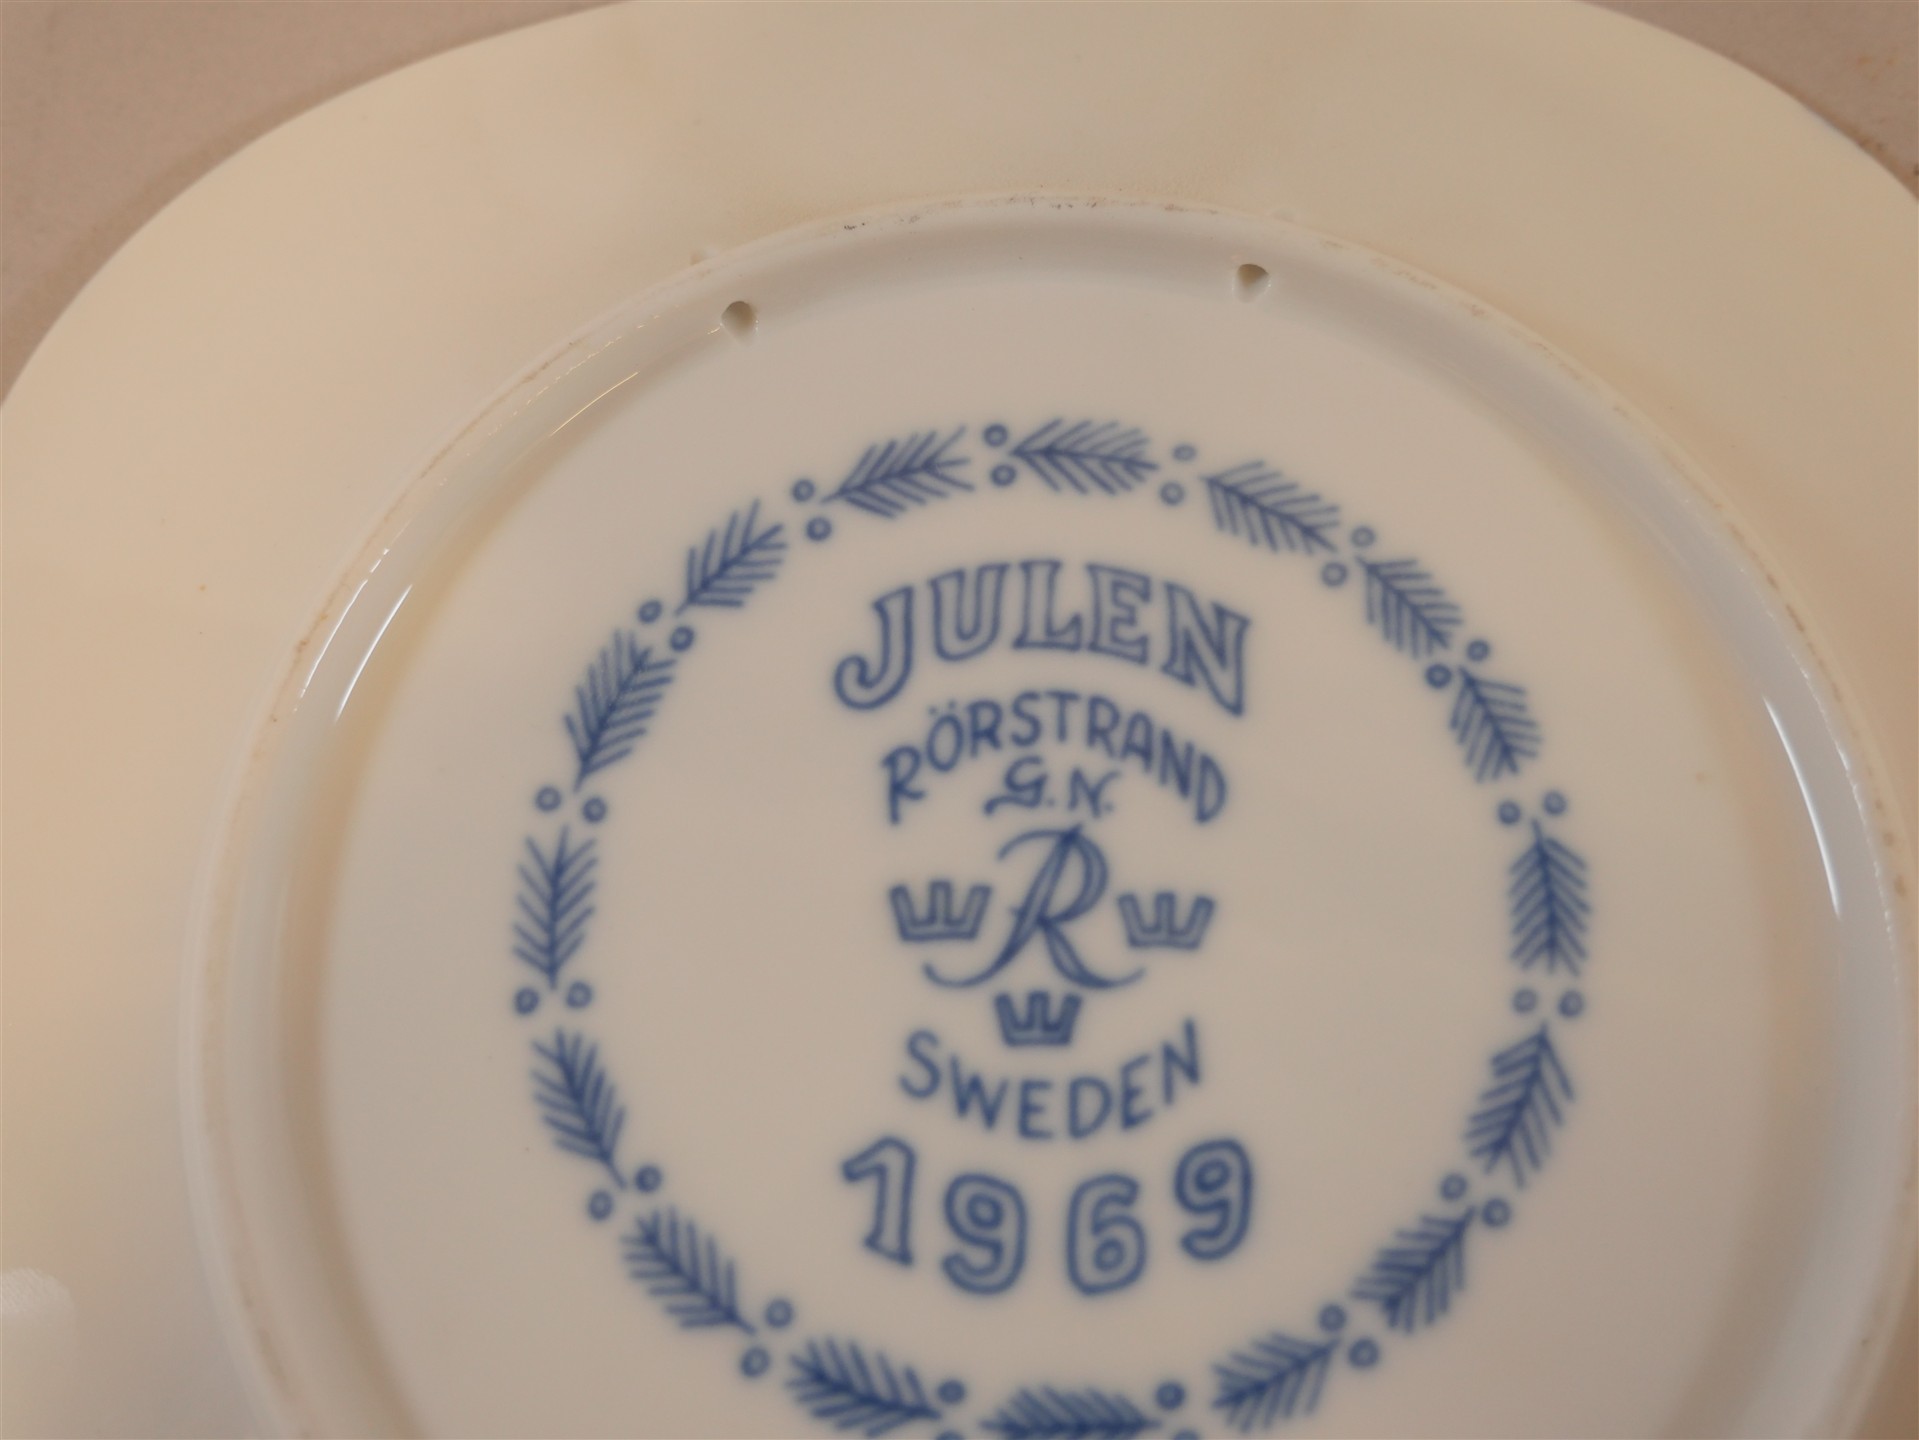 JULEN
RÖRSTRAND
G.N.
R
SWEDEN
1969